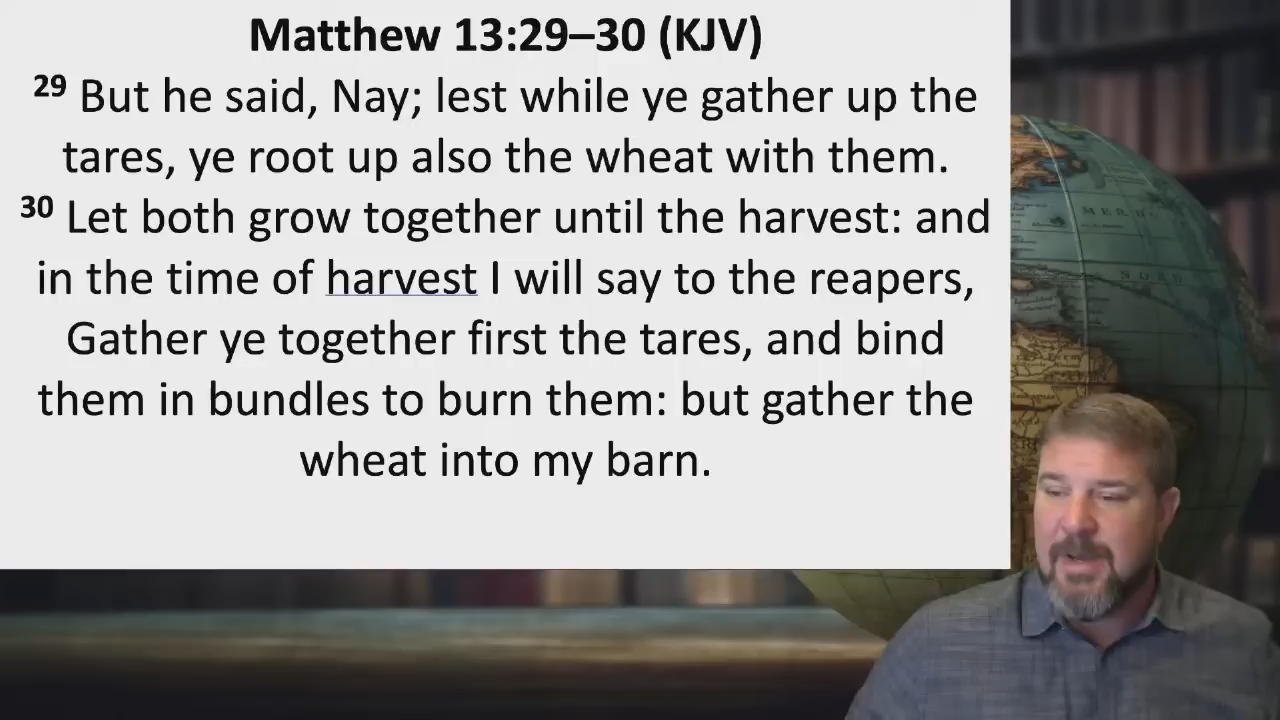 Matthew 13:29–30 (KJV)
29 But he said, Nay; lest while ye gather up the
tares, ye root up also the wheat with them.
30 Let both grow together until the harvest: and
in the time of harvest I will say to the reapers,
Gather ye together first the tares, and bind
them in bundles to burn them: but gather the
wheat into my barn.
NORD